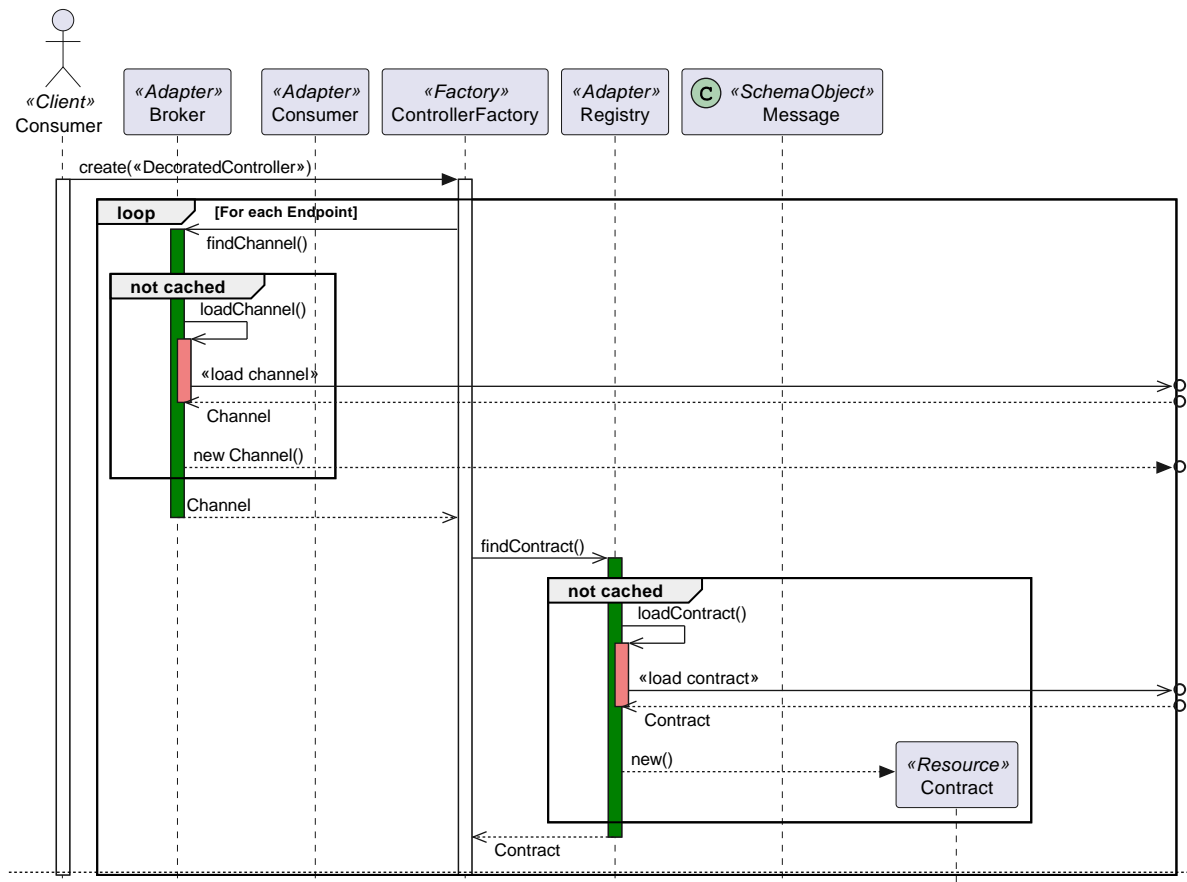 «Client»
Consumer
«Adapter»
Broker
«Adapter»
Consumer
«Factory»
ControllerFactory
«Adapter»
Registry
C «SchemaObject»
Message
create(«DecoratedController»)
loop [For each Endpoint]
findChannel()
not cached
loadChannel()
«load channel»
Channel
new Channel()
Channel
findContract()
not cached
loadContract()
«load contract»
Contract
new()
«Resource»
Contract
Contract